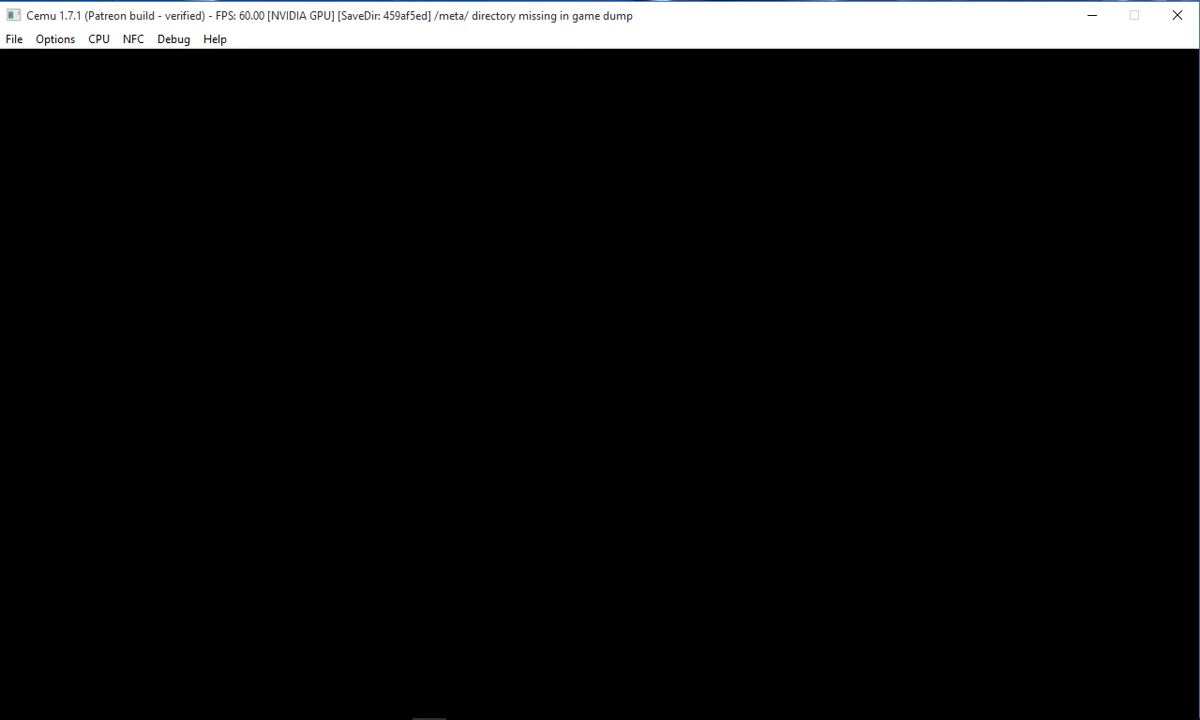 Cemu 1.7.1 (Patreon build - verified) - FPS: 60.00 [NVIDIA GPU] [SaveDir: 459af5ed] /meta/ directory missing in game dump
File Options CPU NFC Debug Help